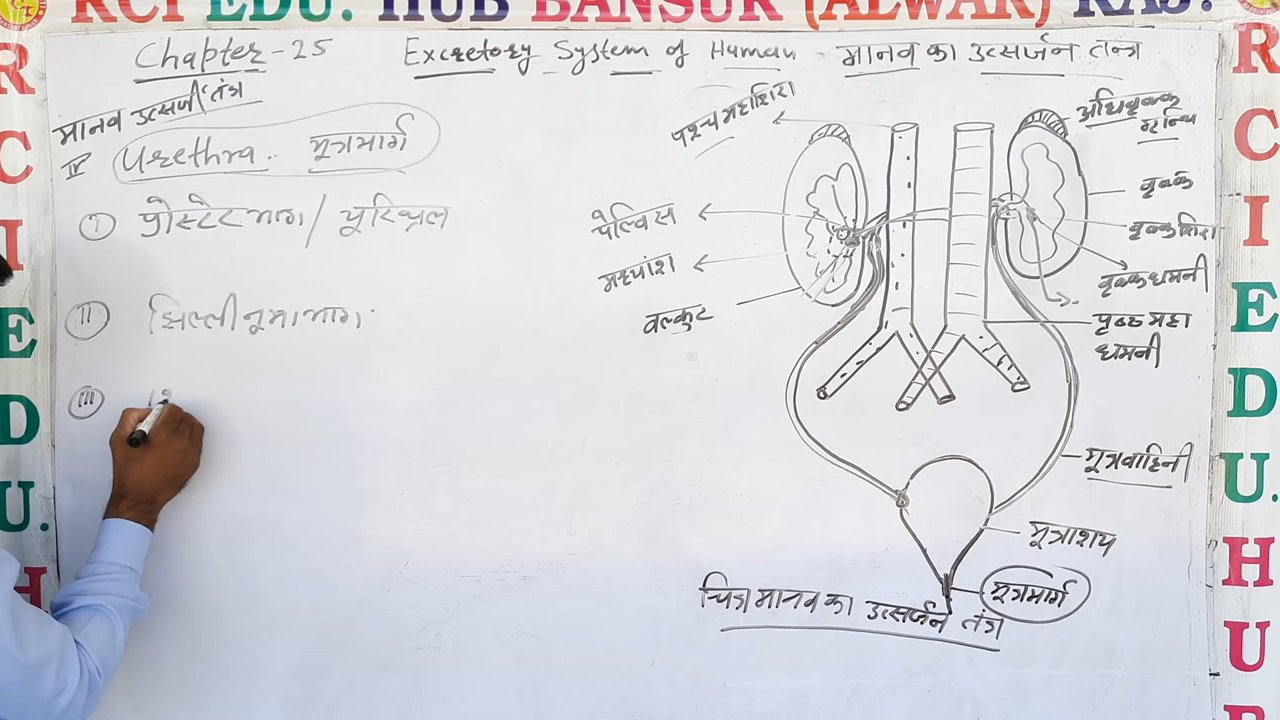 RCI EDU. HUB BANSUR (ALWAR) RAJ.
Chapter-25 Excretory System of Human - मानव का उत्सर्जन तन्त्र
मानव उत्सर्जी तंत्र
IV Urethra. मूत्रमार्ग
I प्रोस्टेट भाग / यूरिथ्रल
II झिल्लीनुमा भाग.
III
पश्च महाशिरा
पेल्विस
मध्यांश
वल्कुट
अधिवृक्क
ग्रन्थि
वृक्क
वृक्क शिरा
वृक्क धमनी
पृष्ठ महा
धमनी
मूत्रवाहिनी
मूत्राशय
मूत्रमार्ग
चित्र मानव का उत्सर्जन तंत्र
R
C
I
E
D
U.
H
R
C
I
E
D
U.
H
U